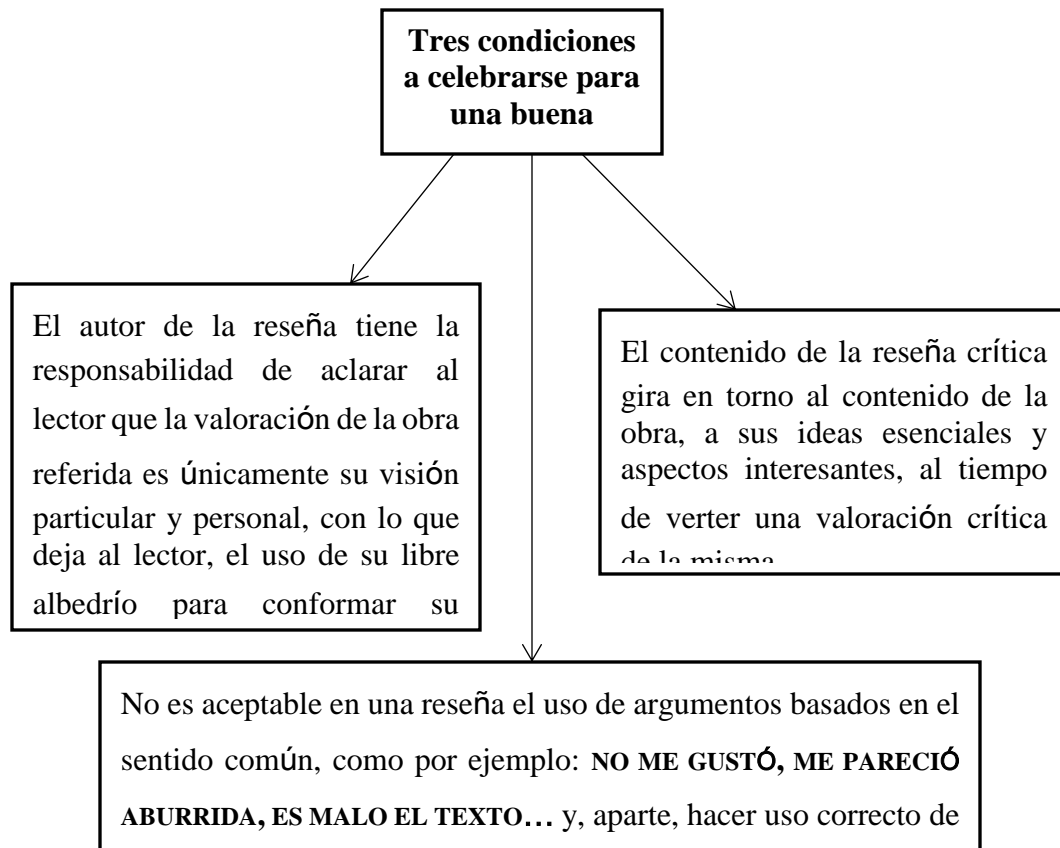 Tres condiciones
a celebrarse para
una buena
El autor de la reseña tiene la
responsabilidad de aclarar al
lector que la valoración de la obra
referida es únicamente su visión
particular y personal, con lo que
deja al lector, el uso de su libre
albedrío para conformar su
El contenido de la reseña crítica
gira en torno al contenido de la
obra, a sus ideas esenciales y
aspectos interesantes, al tiempo
de verter una valoración crítica
de la misma
No es aceptable en una reseña el uso de argumentos basados en el
sentido común, como por ejemplo: NO ME GUSTÓ, ME PARECIÓ
ABURRIDA, ES MALO EL TEXTO... y, aparte, hacer uso correcto de